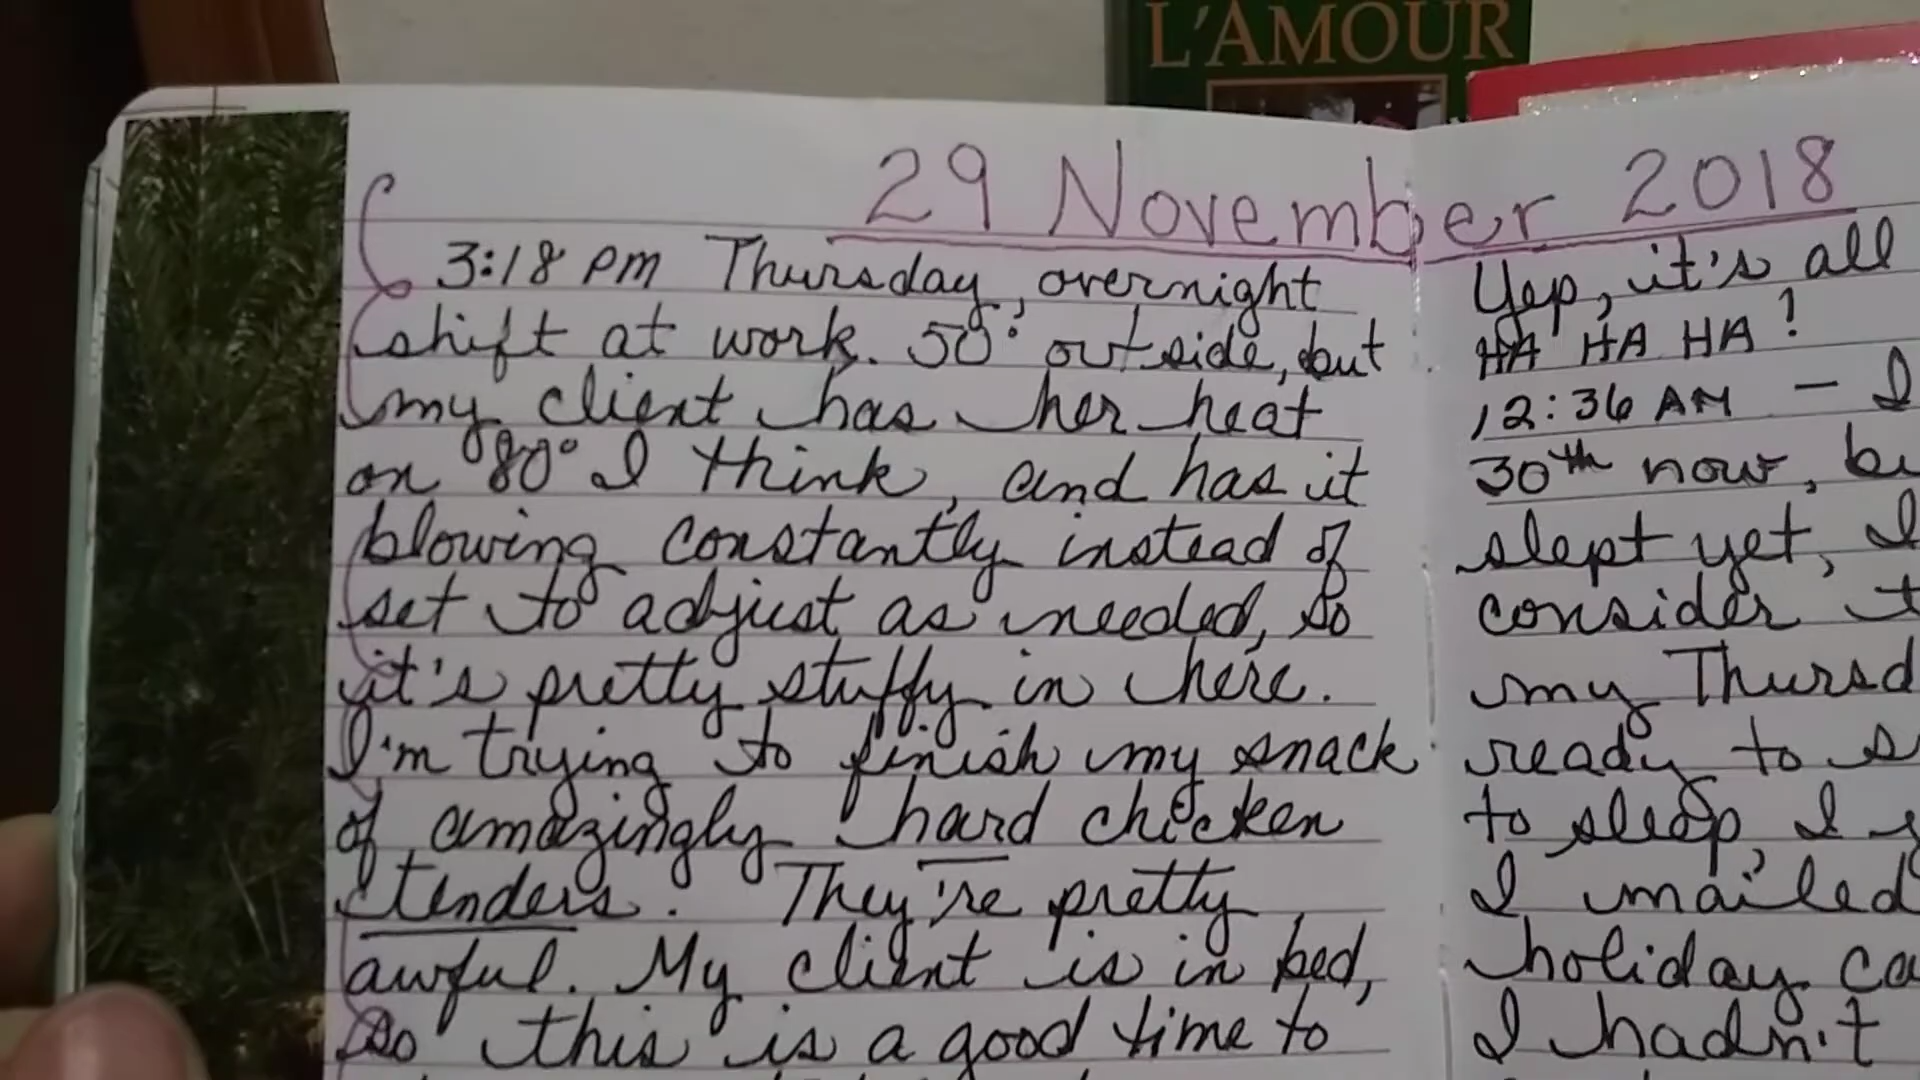 L'AMOUR
29 November 2018
3:18 PM Thursday, overnight
shift at work. 50° outside, but
my client has her heat
on 80° I think, and has it
blowing constantly instead of
set to adjust as needed, so
it's pretty stuffy in here.
I'm trying to finish my snack
of amazingly hard chicken
tenders. They're pretty
awful. My client is in bed,
so this is a good time to
Yep, it's all
HA HA HA!
12:36 AM — I
30th now, bu
slept yet, I
consider t
my Thursd
ready to s
to sleep, I
I mailed
holiday ca
I hadn't